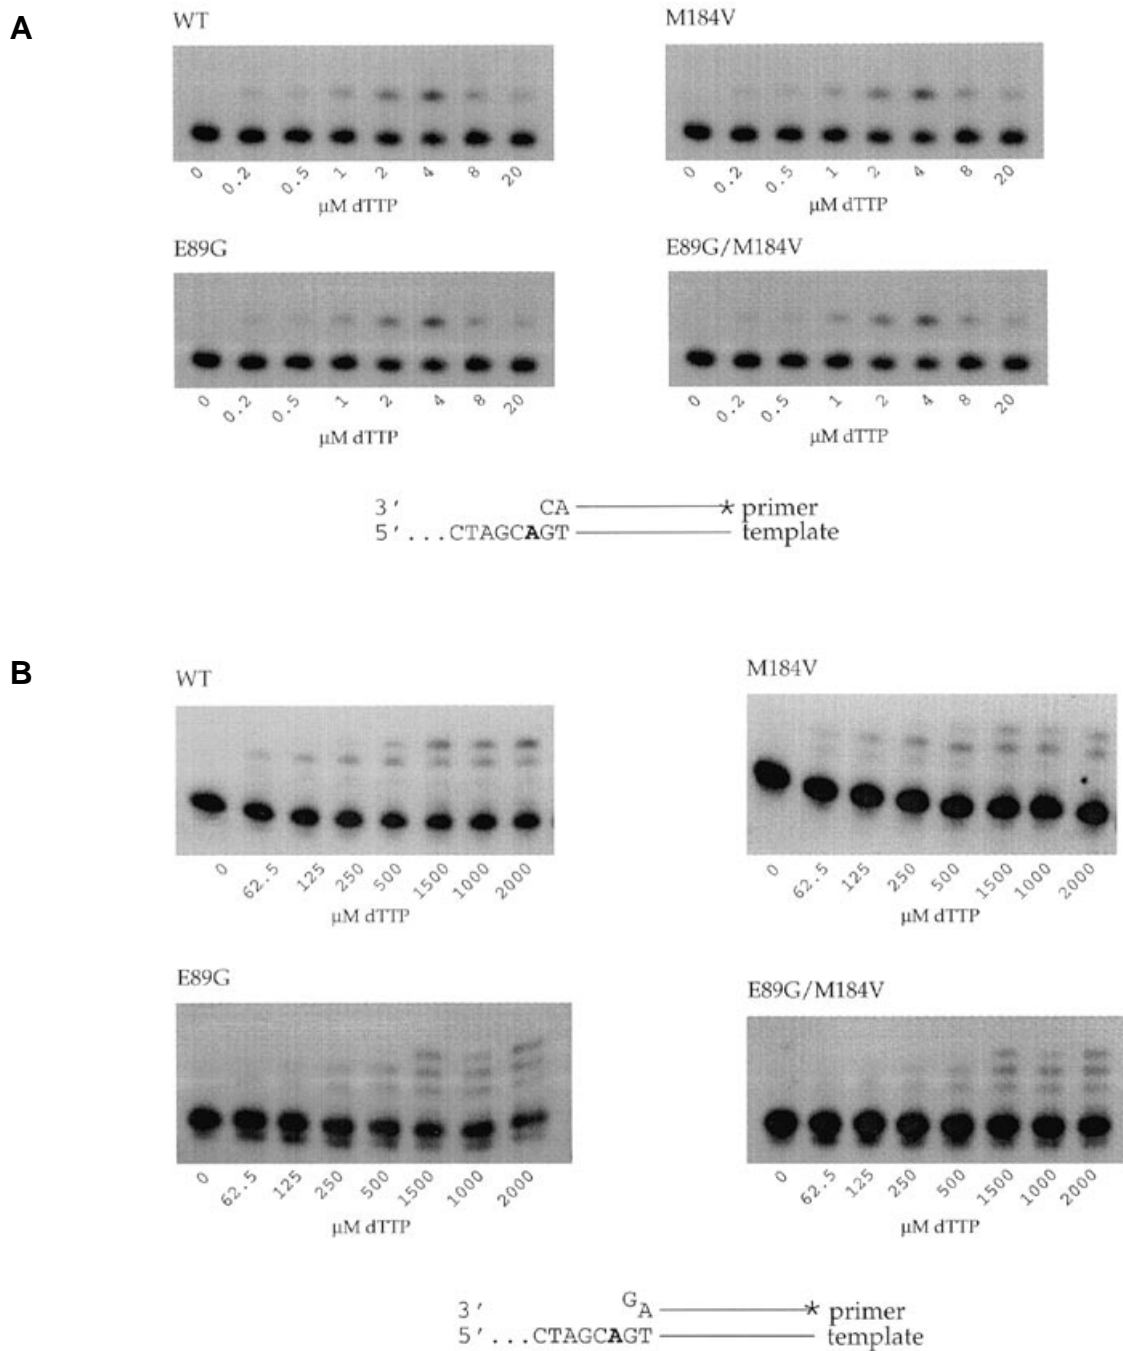 A
WT
M184V
0 0.2 0.5 1 2 4 8 20
0 0.2 0.5 1 2 4 8 20
µM dTTP
µM dTTP
E89G
E89G/M184V
0 0.2 0.5 1 2 4 8 20
0 0.2 0.5 1 2 4 8 20
µM dTTP
µM dTTP
3' CA * primer
5'...CTAGCAGT template
B
WT
M184V
0 62.5 125 250 500 1500 1000 2000
0 62.5 125 250 500 1500 1000 2000
µM dTTP
µM dTTP
E89G
E89G/M184V
0 62.5 125 250 500 1500 1000 2000
0 62.5 125 250 500 1500 1000 2000
µM dTTP
µM dTTP
3' GA * primer
5'...CTAGCAGT template